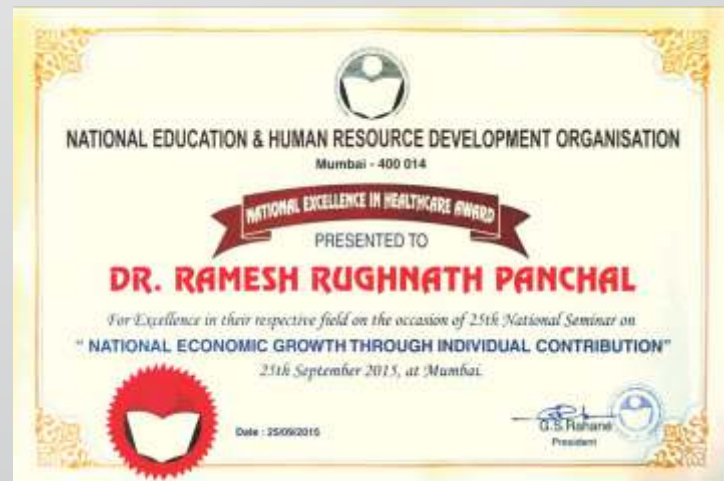 NATIONAL EDUCATION & HUMAN RESOURCE DEVELOPMENT ORGANISATION
Mumbai - 400 014
NATIONAL EXCELLENCE IN HEALTHCARE AWARD
PRESENTED TO
DR. RAMESH RUGHNATH PANCHAL
For Excellence in their respective field on the occasion of 25th National Seminar on
" NATIONAL ECONOMIC GROWTH THROUGH INDIVIDUAL CONTRIBUTION"
25th September 2015, at Mumbai.
Date : 25/09/2015
G.S.Rahane
President